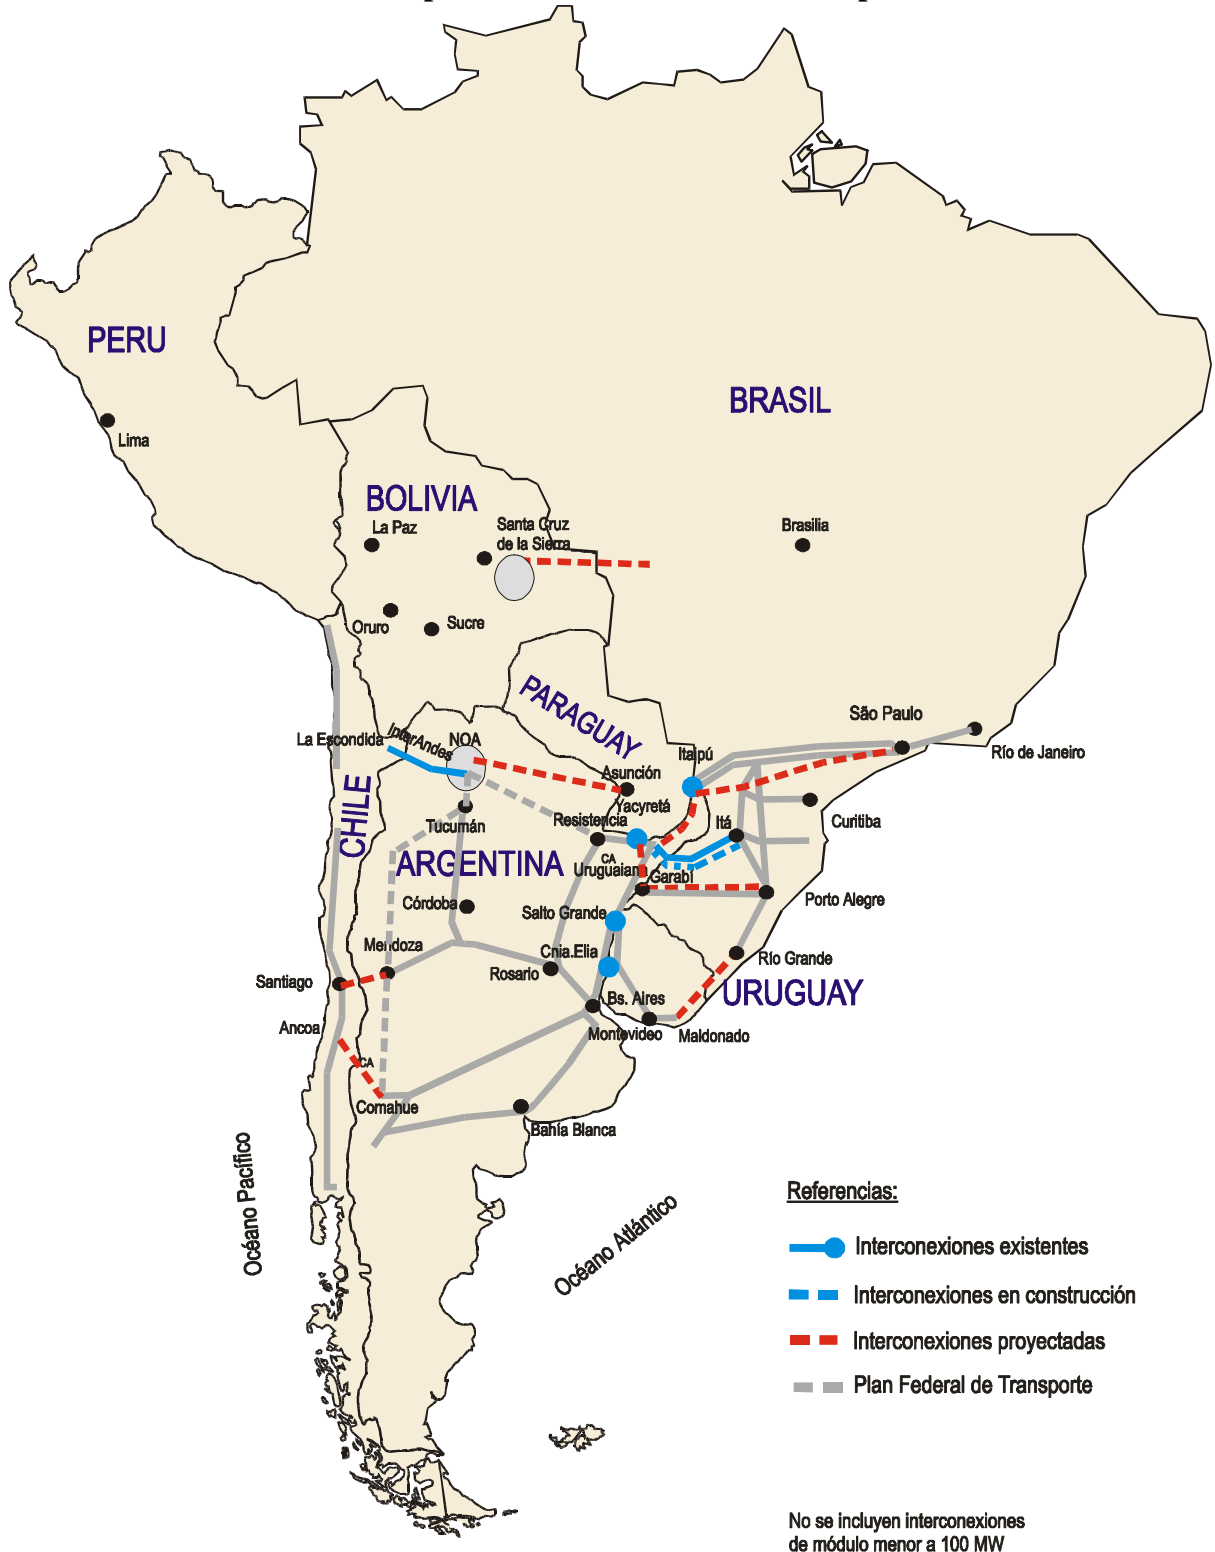 PERU
BRASIL
Lima
BOLIVIA
La Paz
Santa Cruz
de la Sierra
Brasilia
Oruro
Sucre
PARAGUAY
São Paulo
La Escondida
InterAndes
NOA
Itaipú
Río de Janeiro
Asunción
CHILE
Yacyretá
Tucumán
Resistencia
Itá
Curitiba
ARGENTINA
CA
Uruguaiana
Garabí
Porto Alegre
Córdoba
Salto Grande
Mendoza
Cnia.Elia
Río Grande
Santiago
Rosario
URUGUAY
Bs. Aires
Ancoa
Montevideo
Maldonado
CA
Comahue
Bahía Blanca
Océano Pacífico
Océano Atlántico
Referencias:
Interconexiones existentes
Interconexiones en construcción
Interconexiones proyectadas
Plan Federal de Transporte
No se incluyen interconexiones
de módulo menor a 100 MW